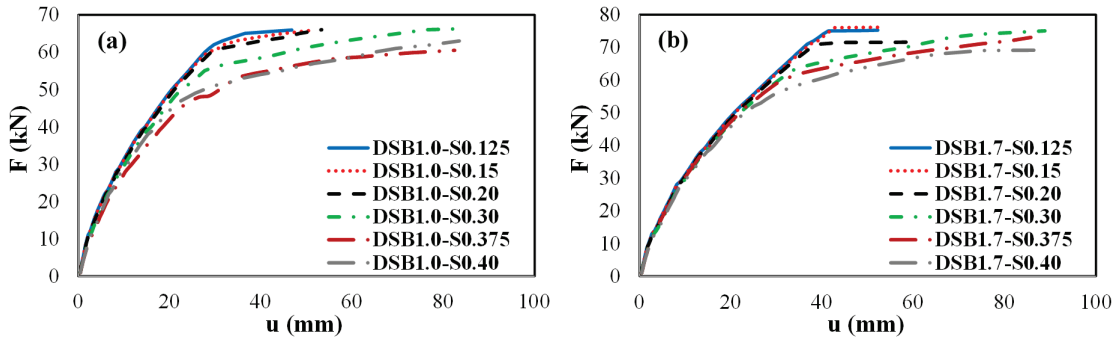 (a)
F (kN)
70
60
50
40
30
20
10
0
0 20 40 60 80 100
u (mm)
DSB1.0-S0.125
DSB1.0-S0.15
DSB1.0-S0.20
DSB1.0-S0.30
DSB1.0-S0.375
DSB1.0-S0.40
(b)
F (kN)
80
70
60
50
40
30
20
10
0
0 20 40 60 80 100
u (mm)
DSB1.7-S0.125
DSB1.7-S0.15
DSB1.7-S0.20
DSB1.7-S0.30
DSB1.7-S0.375
DSB1.7-S0.40